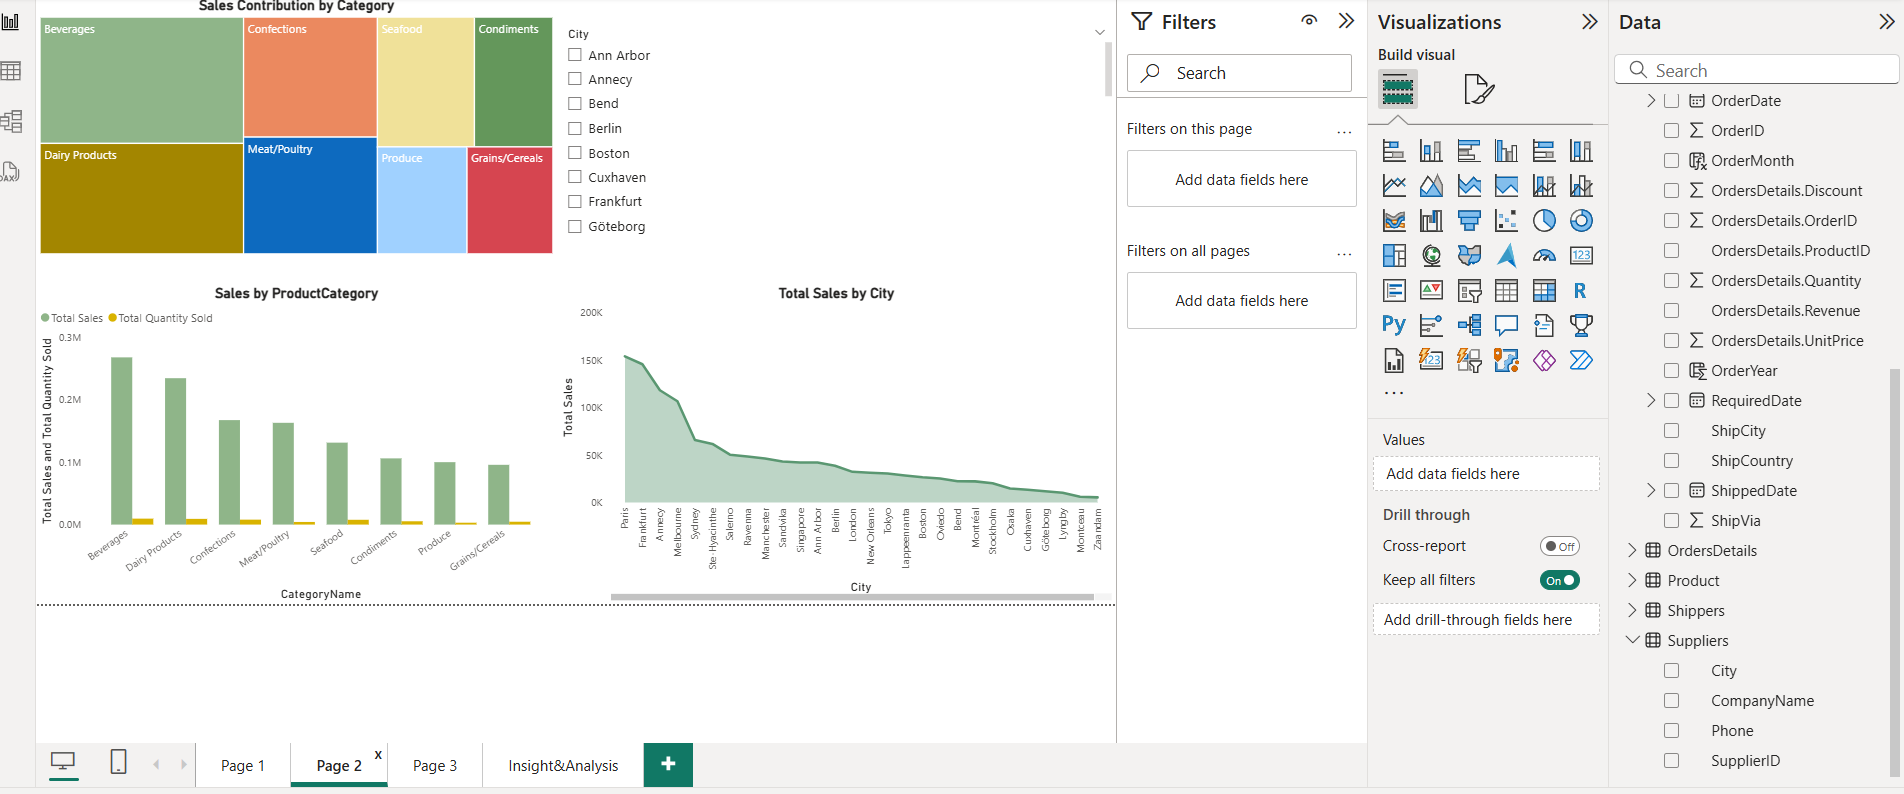 Sales Contribution by Category
Beverages
Confections
Seafood
Condiments
Dairy Products
Meat/Poultry
Produce
Grains/Cereals
City
Ann Arbor
Annecy
Bend
Berlin
Boston
Cuxhaven
Frankfurt
Göteborg
Sales by ProductCategory
Total Sales
Total Quantity Sold
Total Sales and Total Quantity Sold
0.3M
0.2M
0.1M
0.0M
Beverages
Dairy Products
Confections
Meat/Poultry
Seafood
Condiments
Produce
Grains/Cereals
CategoryName
Total Sales by City
Total Sales
200K
150K
100K
50K
0K
Paris
Frankfurt
Annecy
Melbourne
Sydney
Ste-Hyacinthe
Salerno
Ravenna
Manchester
Sandvika
Singapore
Ann Arbor
Berlin
London
New Orleans
Tokyo
Lappeenranta
Boston
Oviedo
Bend
Montréal
Stockholm
Osaka
Cuxhaven
Göteborg
Lyngby
Montceau
Zaandam
City
Page 1
Page 2
x
Page 3
Insight&Analysis
+
Filters
Search
Filters on this page
...
Add data fields here
Filters on all pages
...
Add data fields here
Visualizations
Build visual
123
R
Py
123
...
Values
Add data fields here
Drill through
Cross-report
Off
Keep all filters
On
Add drill-through fields here
Data
Search
OrderDate
OrderID
OrderMonth
OrdersDetails.Discount
OrdersDetails.OrderID
OrdersDetails.ProductID
OrdersDetails.Quantity
OrdersDetails.Revenue
OrdersDetails.UnitPrice
OrderYear
RequiredDate
ShipCity
ShipCountry
ShippedDate
ShipVia
OrdersDetails
Product
Shippers
Suppliers
City
CompanyName
Phone
SupplierID